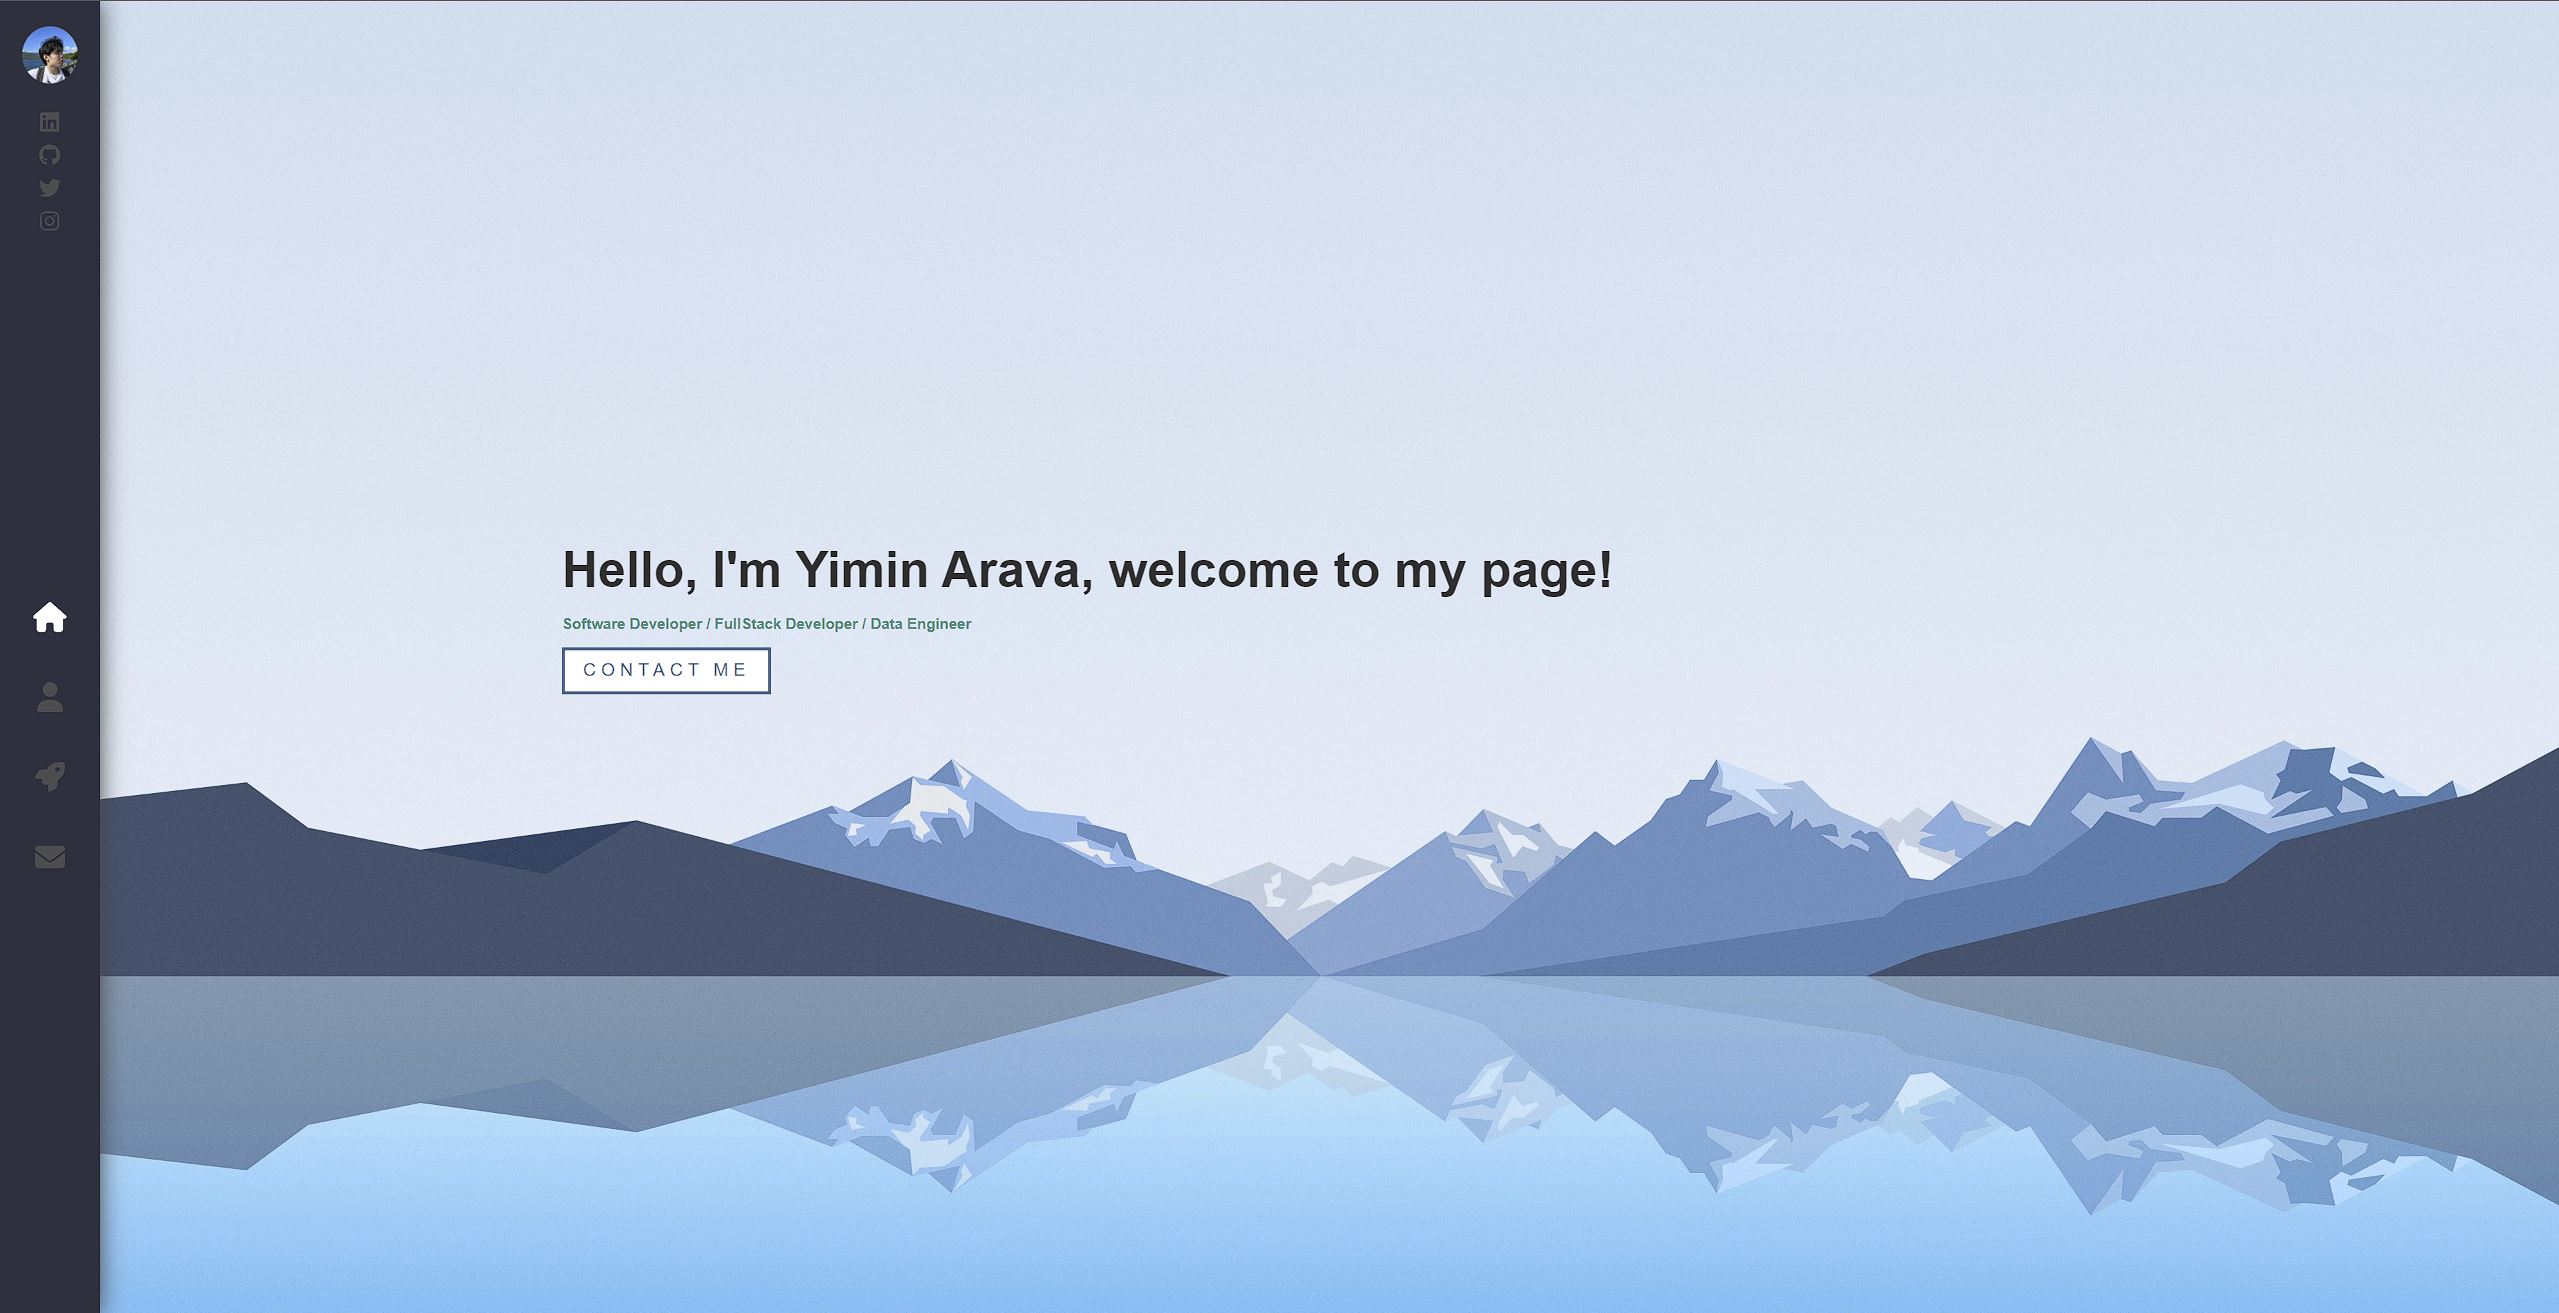 Hello, I'm Yimin Arava, welcome to my page!
Software Developer / FullStack Developer / Data Engineer
CONTACT ME